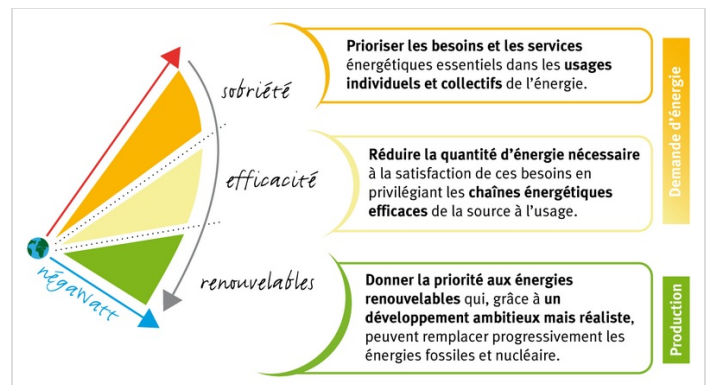 Prioriser les besoins et les services
énergétiques essentiels dans les usages
individuels et collectifs de l'énergie.
sobriété
Demande d'énergie
Réduire la quantité d'énergie nécessaire
à la satisfaction de ces besoins en
privilégiant les chaînes énergétiques
efficaces de la source à l'usage.
efficacité
Donner la priorité aux énergies
renouvelables qui, grâce à un
développement ambitieux mais réaliste,
peuvent remplacer progressivement les
énergies fossiles et nucléaire.
renouvelables
négaWatt
Production